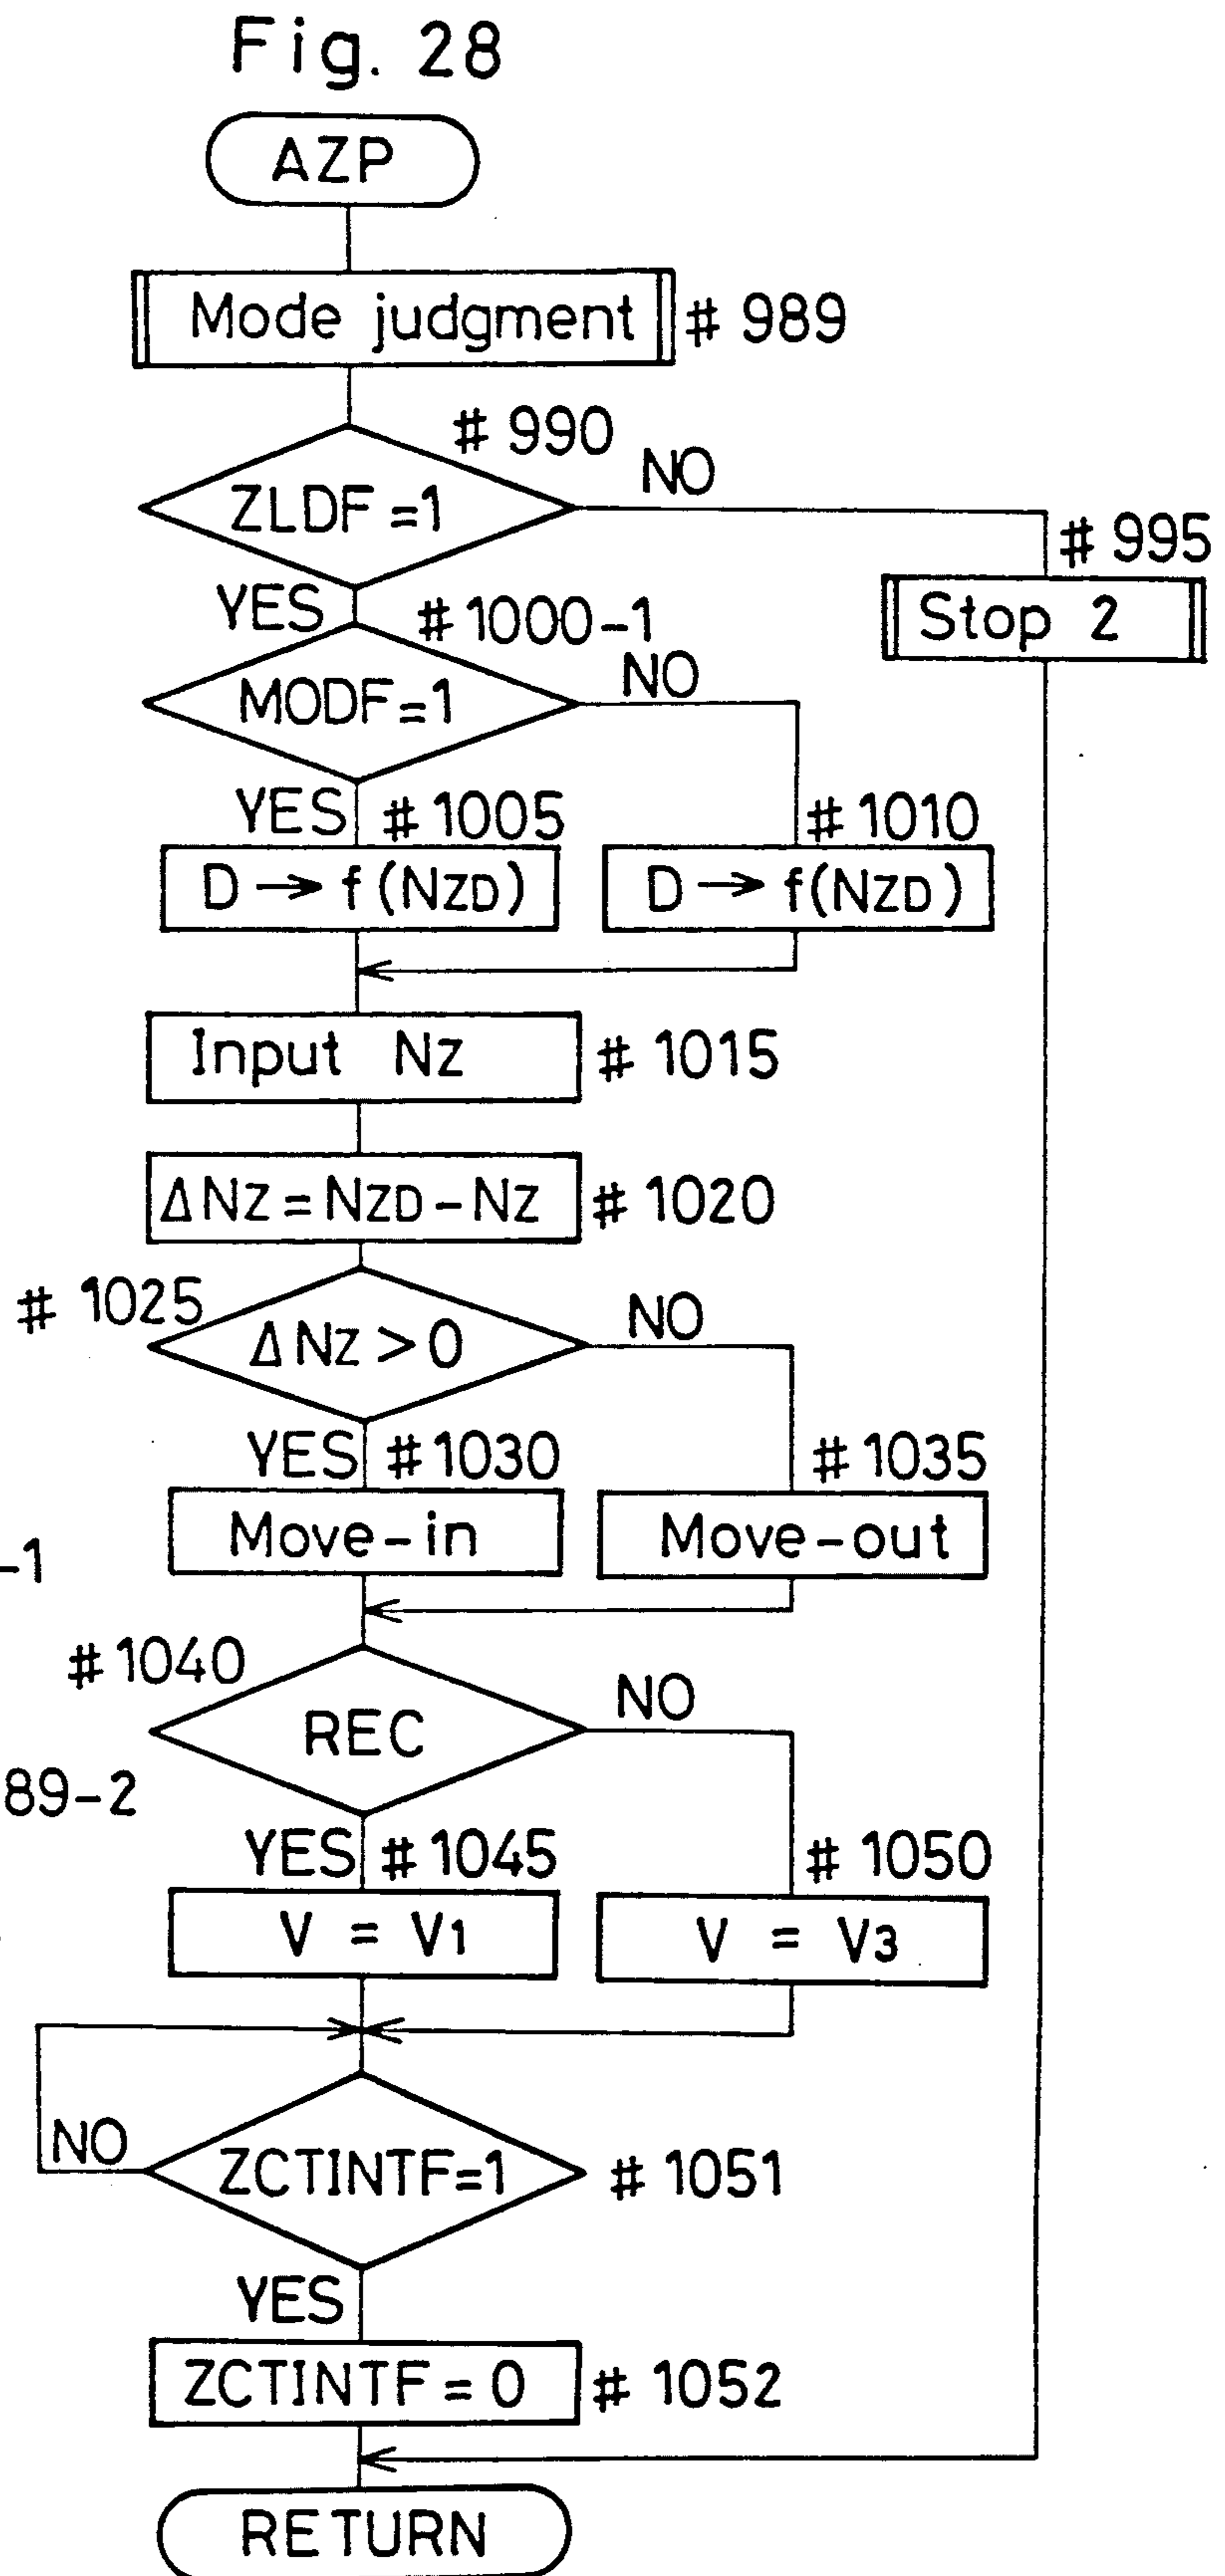 Fig. 28
AZP
Mode judgment # 989
# 990
ZLDF = 1
NO
# 995
Stop 2
YES
# 1000-1
MODF = 1
NO
YES
# 1005
# 1010
D → f (NZD)
D → f(NZD)
Input NZ # 1015
ΔNZ = NZD - NZ # 1020
# 1025
ΔNZ > 0
NO
YES
# 1030
# 1035
Move-in
Move-out
-1
# 1040
REC
NO
89-2
YES
# 1045
# 1050
V = V1
V = V3
NO
ZCTINTF=1 # 1051
YES
ZCTINTF = 0 # 1052
RETURN